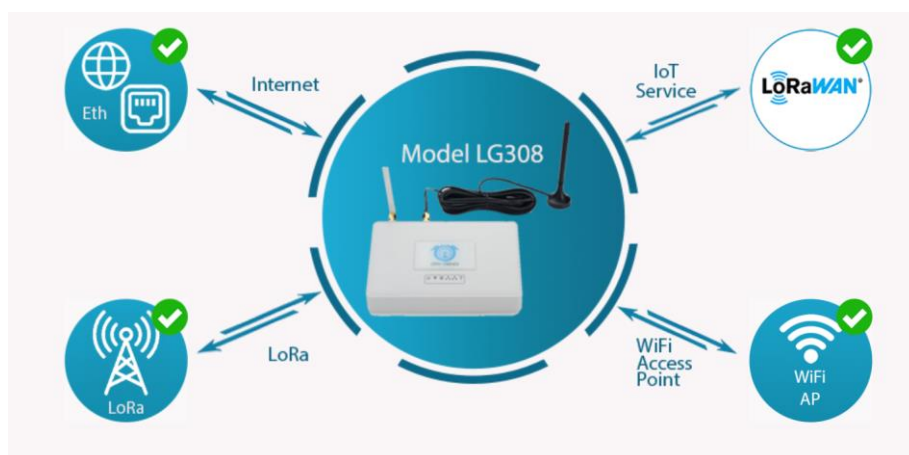 Eth
Internet
IoT
Service
LoRaWAN®
Model LG308
LoRa
LoRa
WiFi
Access
Point
WiFi
AP